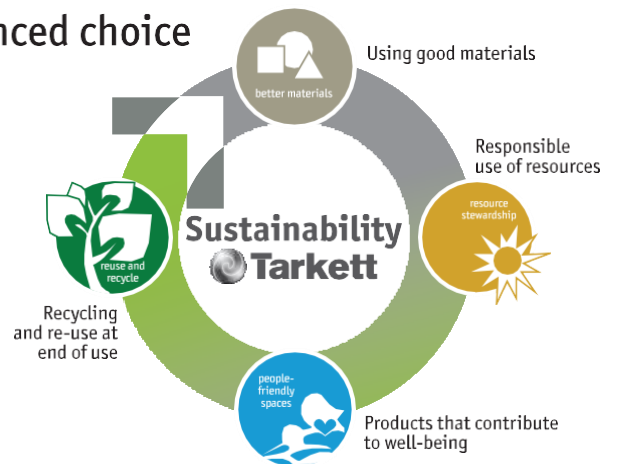 nced choice
Using good materials
better materials
Responsible
use of resources
resource
stewardship
Sustainability
Tarkett
reuse and
recycle
Recycling
and re-use at
end of use
people-
friendly
spaces
Products that contribute
to well-being